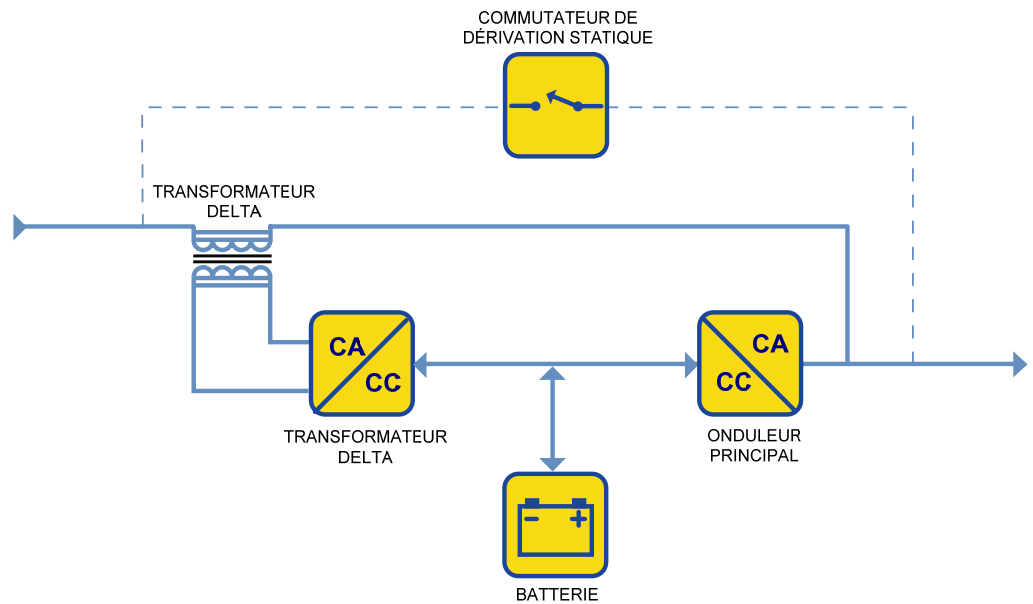 COMMUTATEUR DE
DÉRIVATION STATIQUE
TRANSFORMATEUR
DELTA
CA
CC
CA
CC
TRANSFORMATEUR
DELTA
ONDULEUR
PRINCIPAL
BATTERIE